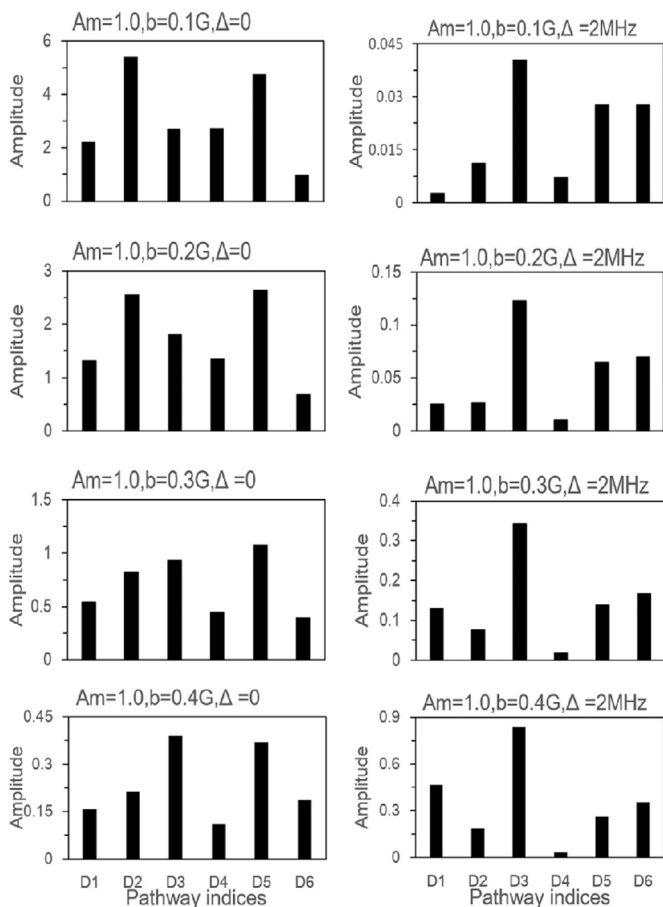 Am=1.0,b=0.1G,Δ=0
Amplitude
6
4
2
0
Am=1.0,b=0.1G,Δ =2MHz
Amplitude
0.045
0.03
0.015
0
Am=1.0,b=0.2G,Δ=0
Amplitude
3
2
1
0
Am=1.0,b=0.2G,Δ =2MHz
Amplitude
0.15
0.1
0.05
0
Am=1.0,b=0.3G,Δ =0
Amplitude
1.5
1
0.5
0
Am=1.0,b=0.3G,Δ =2MHz
Amplitude
0.4
0.3
0.2
0.1
0
Am=1.0,b=0.4G,Δ =0
Amplitude
0.45
0.3
0.15
0
D1 D2 D3 D4 D5 D6
Pathway indices
Am=1.0,b=0.4G,Δ =2MHz
Amplitude
0.9
0.6
0.3
0
D1 D2 D3 D4 D5 D6
Pathway indices